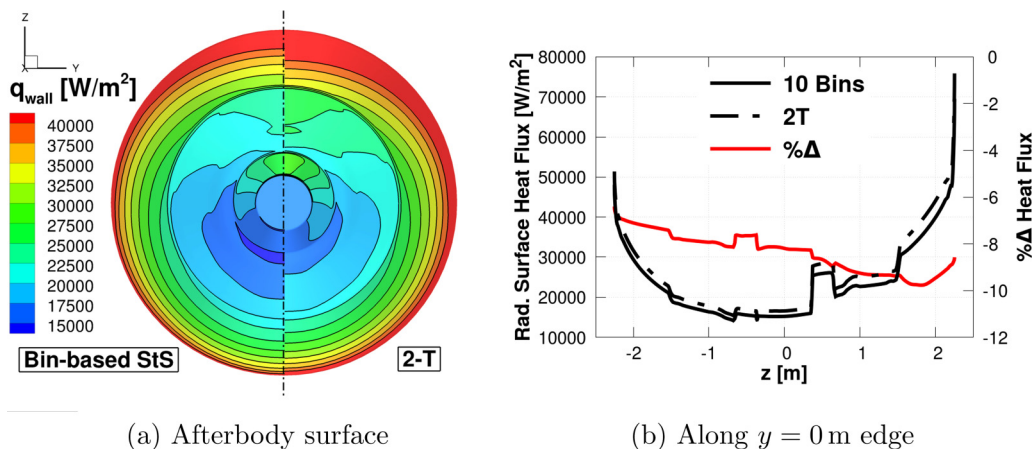 Z
X
Y
q_wall [W/m²]
40000
37500
35000
32500
30000
27500
25000
22500
20000
17500
15000
Bin-based StS
2-T
(a) Afterbody surface
Rad. Surface Heat Flux [W/m²]
80000
70000
60000
50000
40000
30000
20000
10000
10 Bins
2T
%Δ
0
-2
-4
-6
-8
-10
-12
%Δ Heat Flux
-2
-1
0
1
2
z [m]
(b) Along y = 0 m edge